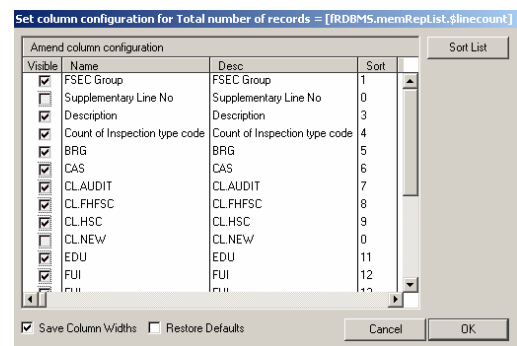 Set column configuration for Total number of records = [fRDBMS.memRepList.$linecount]
Amend column configuration
Sort List
Visible Name Desc Sort
FSEC Group FSEC Group 1
Supplementary Line No Supplementary Line No 0
Description Description 3
Count of Inspection type code Count of Inspection type code 4
BRG BRG 5
CAS CAS 6
CL.AUDIT CL.AUDIT 7
CL.FHFSC CL.FHFSC 8
CL.HSC CL.HSC 9
CL.NEW CL.NEW 0
EDU EDU 11
FUI FUI 12
Save Column Widths Restore Defaults Cancel OK